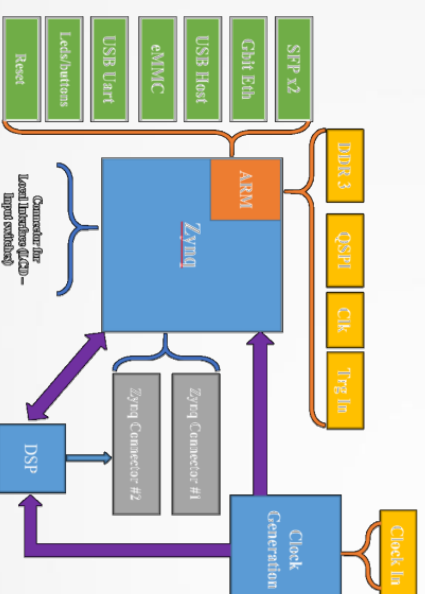 SFP x2
Gbit Eth
USB Host
eMMC
USB Uart
Leds/buttons
Reset
DDR 3
QSPI
Clk
Trg In
ARM
Zynq
Connector for
Local Interface (LCD –
Input switches)
Zynq Connector #1
Zynq Connector #2
DSP
Clock
Generation
Clock In